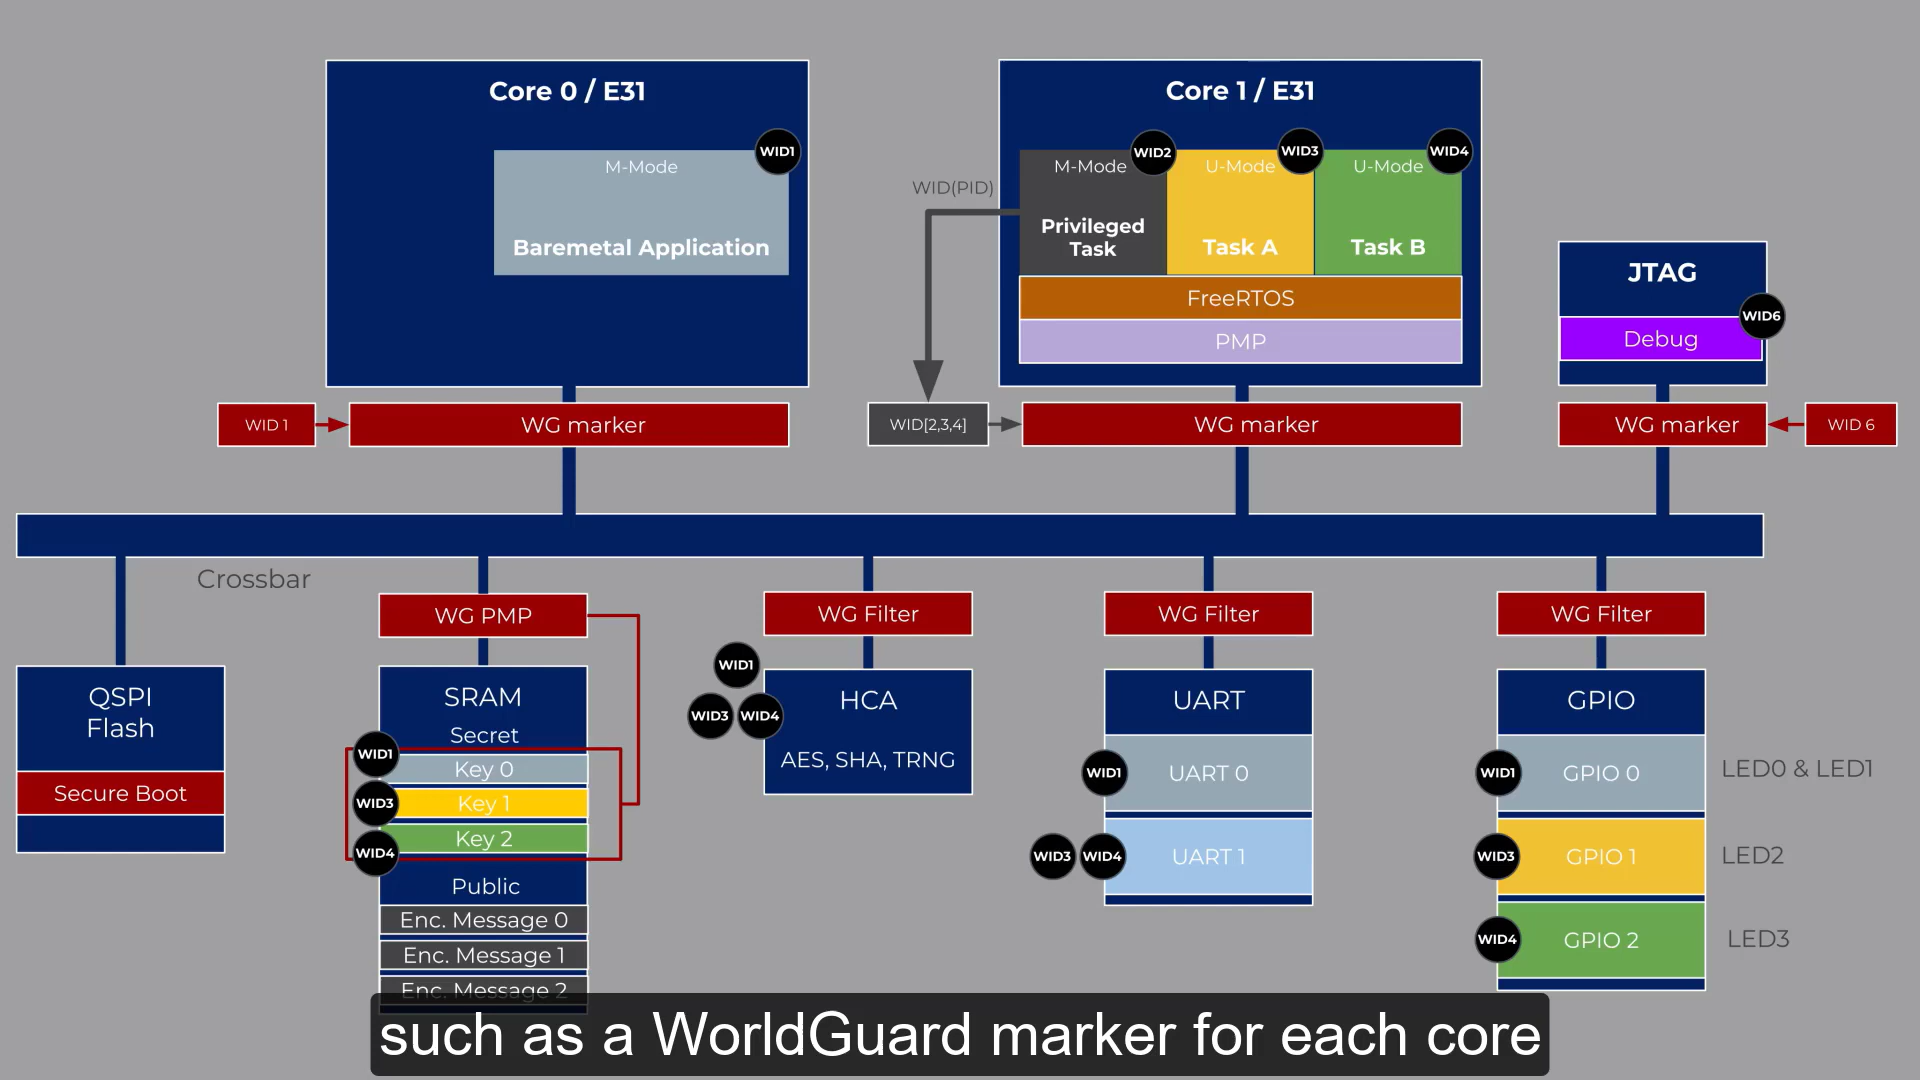 Core 0 / E31
WID1
M-Mode
Baremetal Application
Core 1 / E31
WID2
WID3
WID4
M-Mode
U-Mode
U-Mode
WID(PID)
Privileged
Task
Task A
Task B
FreeRTOS
PMP
JTAG
WID6
Debug
WID 1
WG marker
WID[2,3,4]
WG marker
WG marker
WID 6
Crossbar
WG PMP
WG Filter
WG Filter
WG Filter
QSPI
Flash
Secure Boot
SRAM
Secret
WID1
Key 0
WID3
Key 1
WID4
Key 2
Public
Enc. Message 0
Enc. Message 1
Enc. Message 2
WID1
WID3
WID4
HCA
AES, SHA, TRNG
UART
WID1
UART 0
WID3
WID4
UART 1
GPIO
WID1
GPIO 0
LED0 & LED1
WID3
GPIO 1
LED2
WID4
GPIO 2
LED3
such as a WorldGuard marker for each core